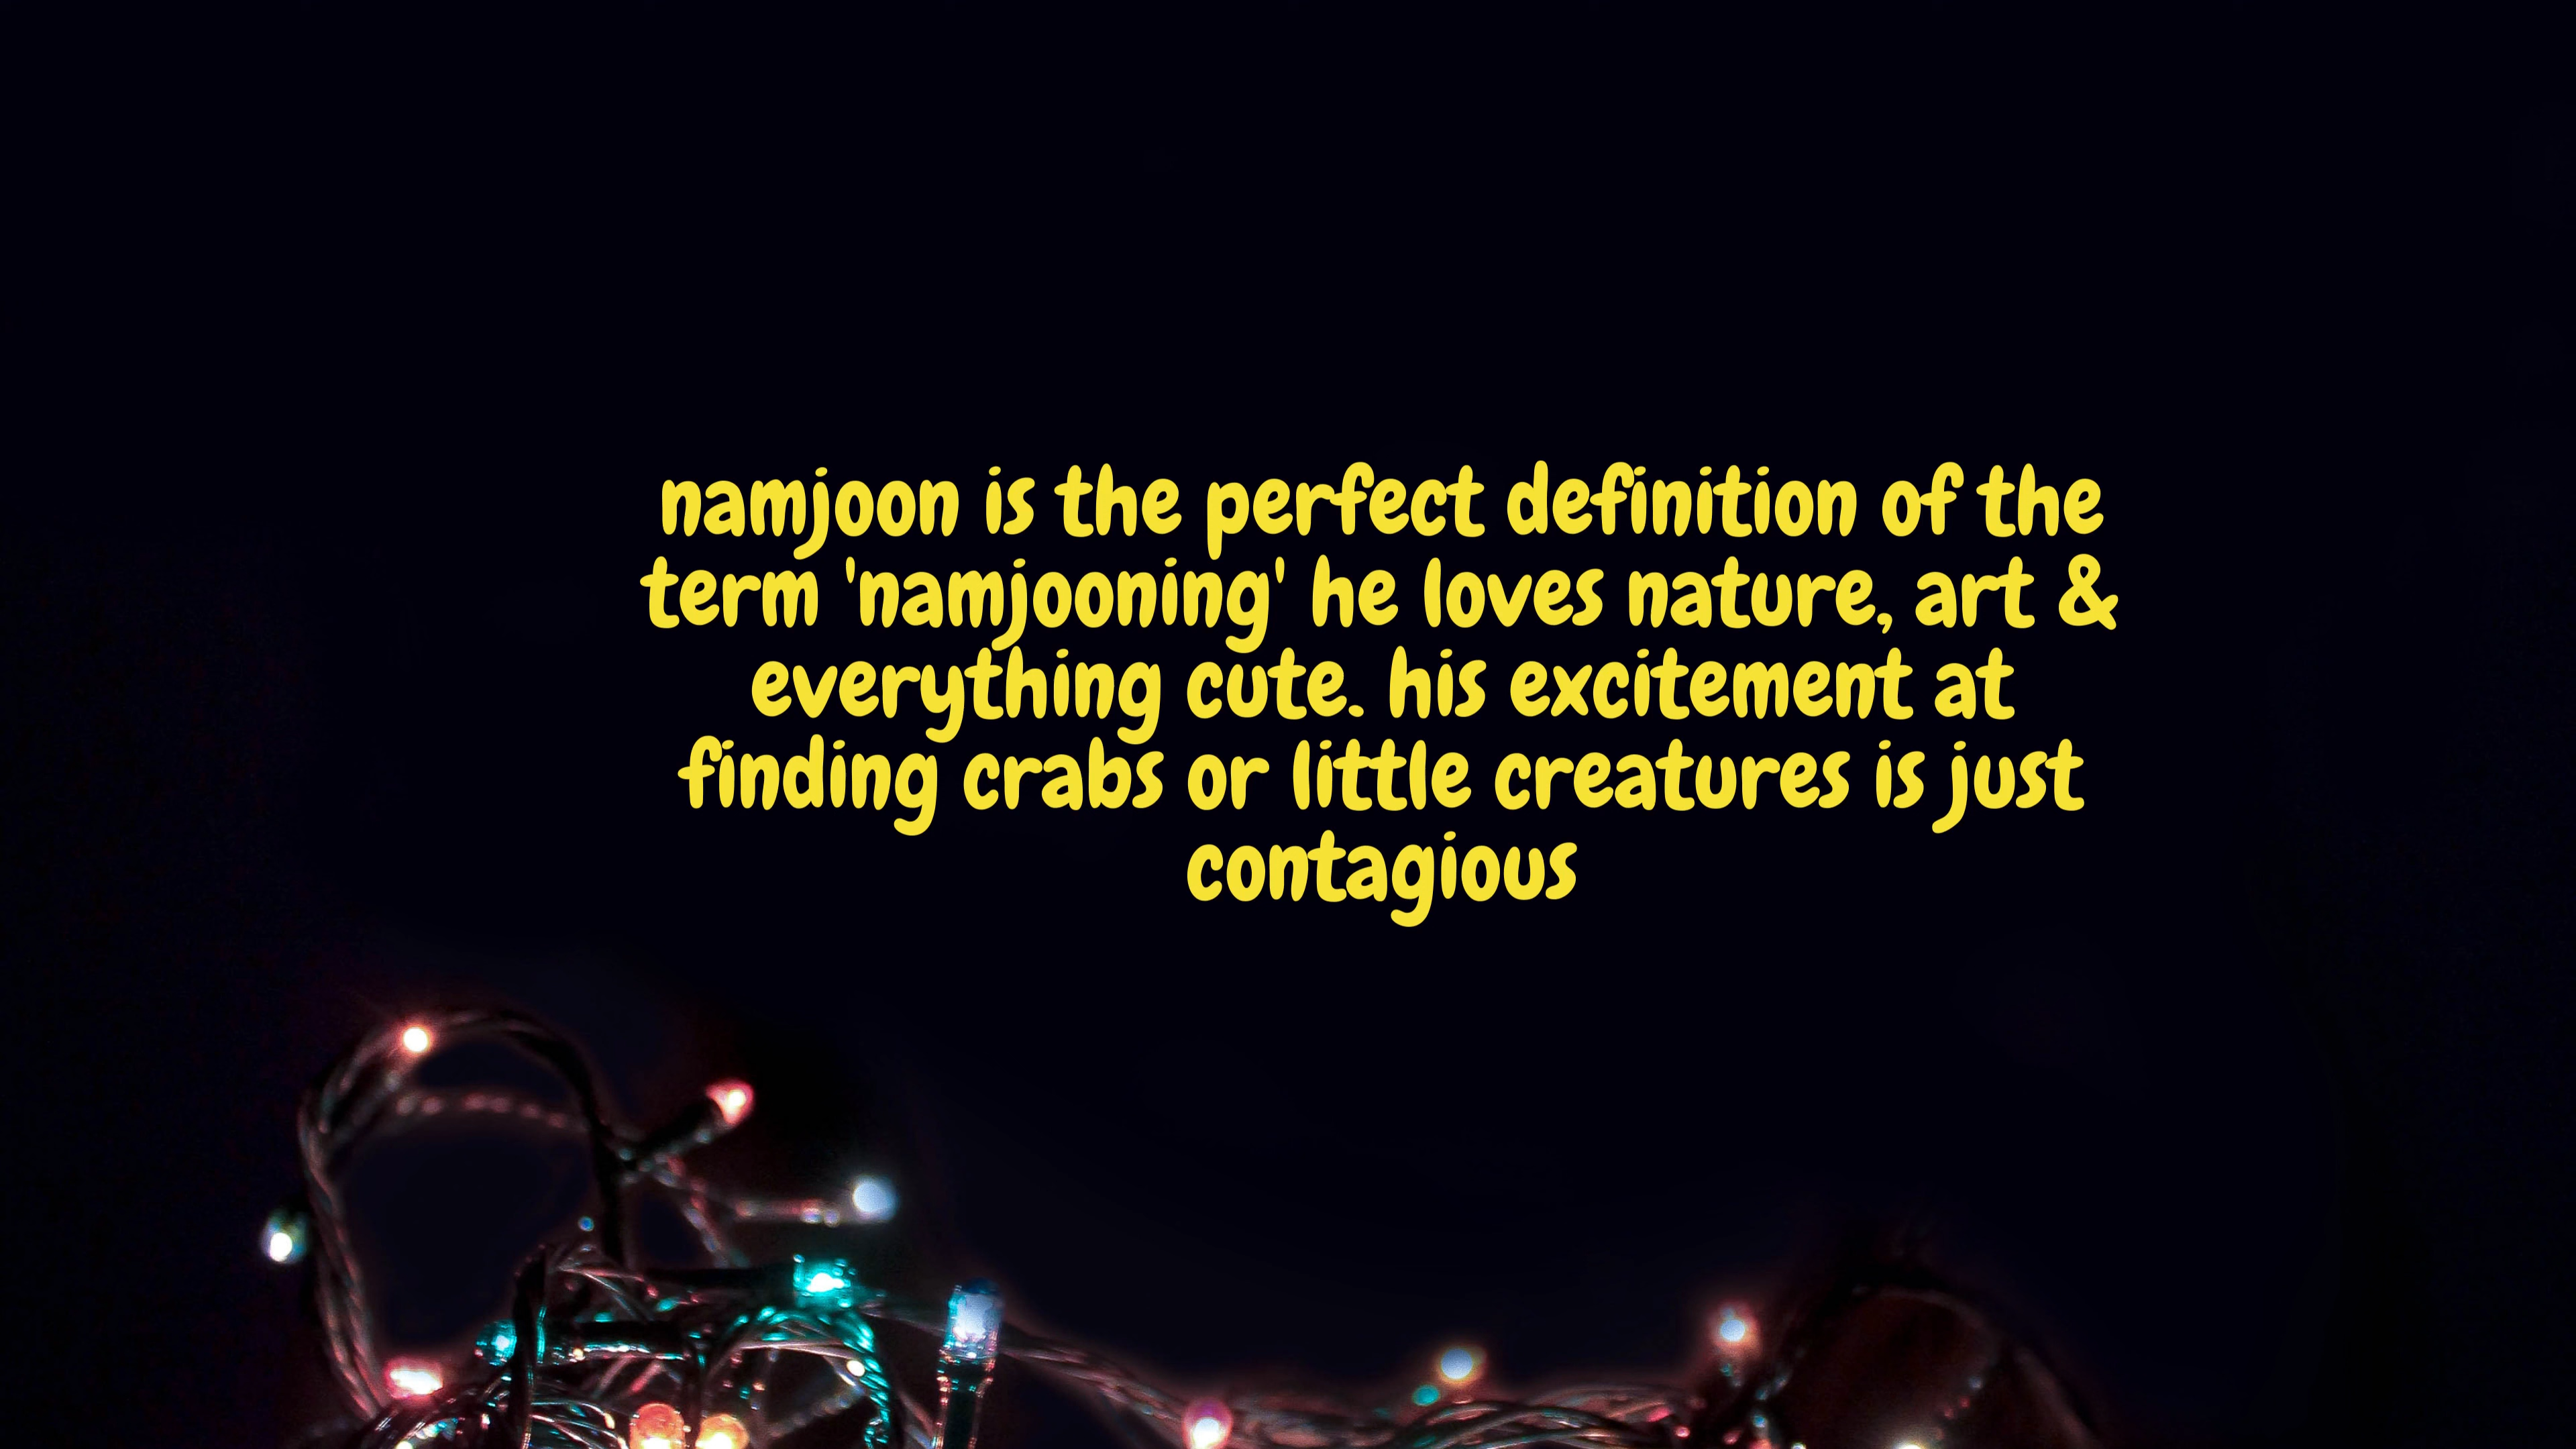 namjoon is the perfect definition of the
term 'namjooning' he loves nature, art &
everything cute. his excitement at
finding crabs or little creatures is just
contagious